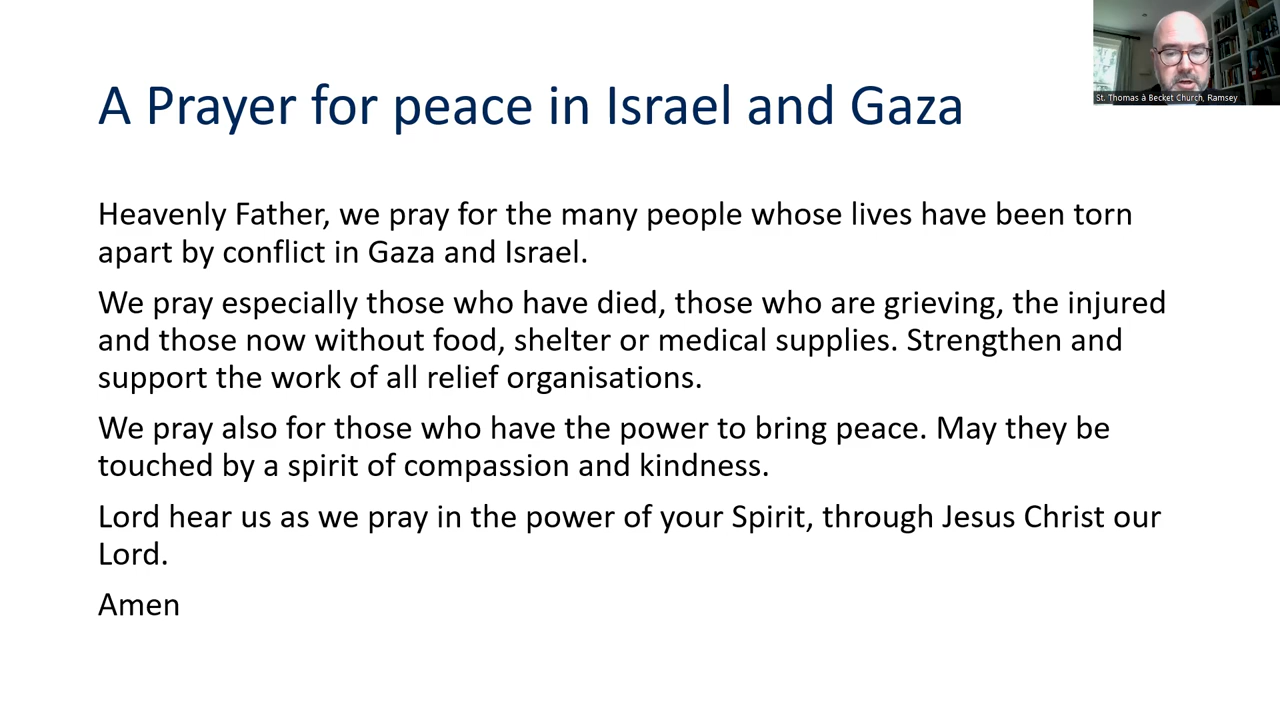 A Prayer for peace in Israel and Gaza
St. Thomas à Becket Church, Ramsey
Heavenly Father, we pray for the many people whose lives have been torn
apart by conflict in Gaza and Israel.
We pray especially those who have died, those who are grieving, the injured
and those now without food, shelter or medical supplies. Strengthen and
support the work of all relief organisations.
We pray also for those who have the power to bring peace. May they be
touched by a spirit of compassion and kindness.
Lord hear us as we pray in the power of your Spirit, through Jesus Christ our
Lord.
Amen